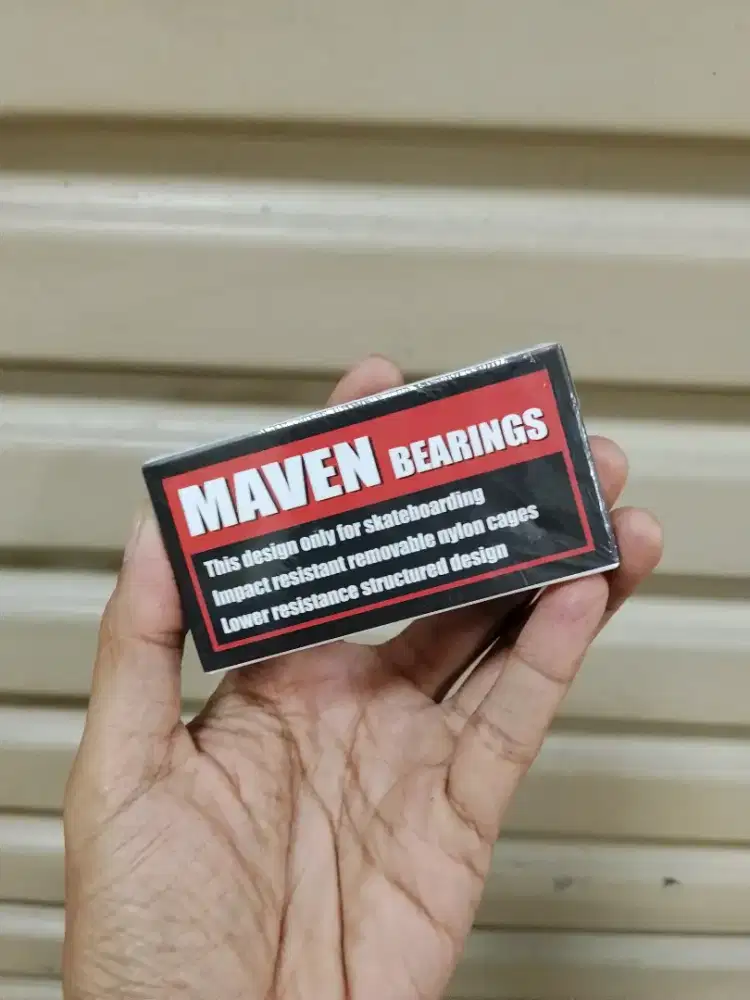 MAVEN BEARINGS
This design only for skateboarding
Impact resistant removable nylon cages
Lower resistance structured design